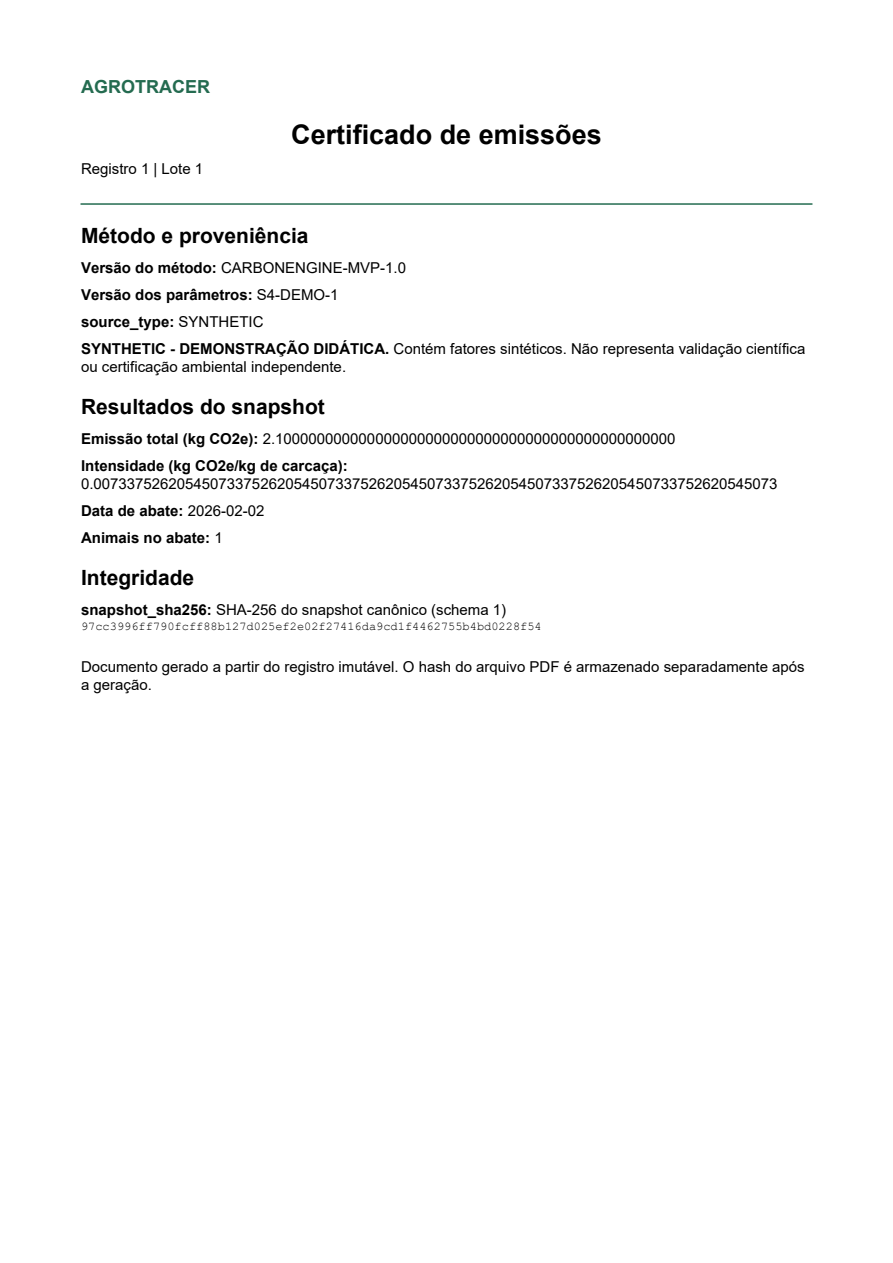 AGROTRACER
Certificado de emissões
Registro 1 | Lote 1
Método e proveniência
Versão do método: CARBONENGINE-MVP-1.0
Versão dos parâmetros: S4-DEMO-1
source_type: SYNTHETIC
SYNTHETIC - DEMONSTRAÇÃO DIDÁTICA. Contém fatores sintéticos. Não representa validação científica
ou certificação ambiental independente.
Resultados do snapshot
Emissão total (kg CO2e): 2.1000000000000000000000000000000000000000000000000
Intensidade (kg CO2e/kg de carcaça):
0.0073375262054507337526205450733752620545073375262054507337526205450733752620545073
Data de abate: 2026-02-02
Animais no abate: 1
Integridade
snapshot_sha256: SHA-256 do snapshot canônico (schema 1)
97cc3996ff790fcff88b127d025ef2e02f27416da9cd1f4462755b4bd0228f54
Documento gerado a partir do registro imutável. O hash do arquivo PDF é armazenado separadamente após
a geração.